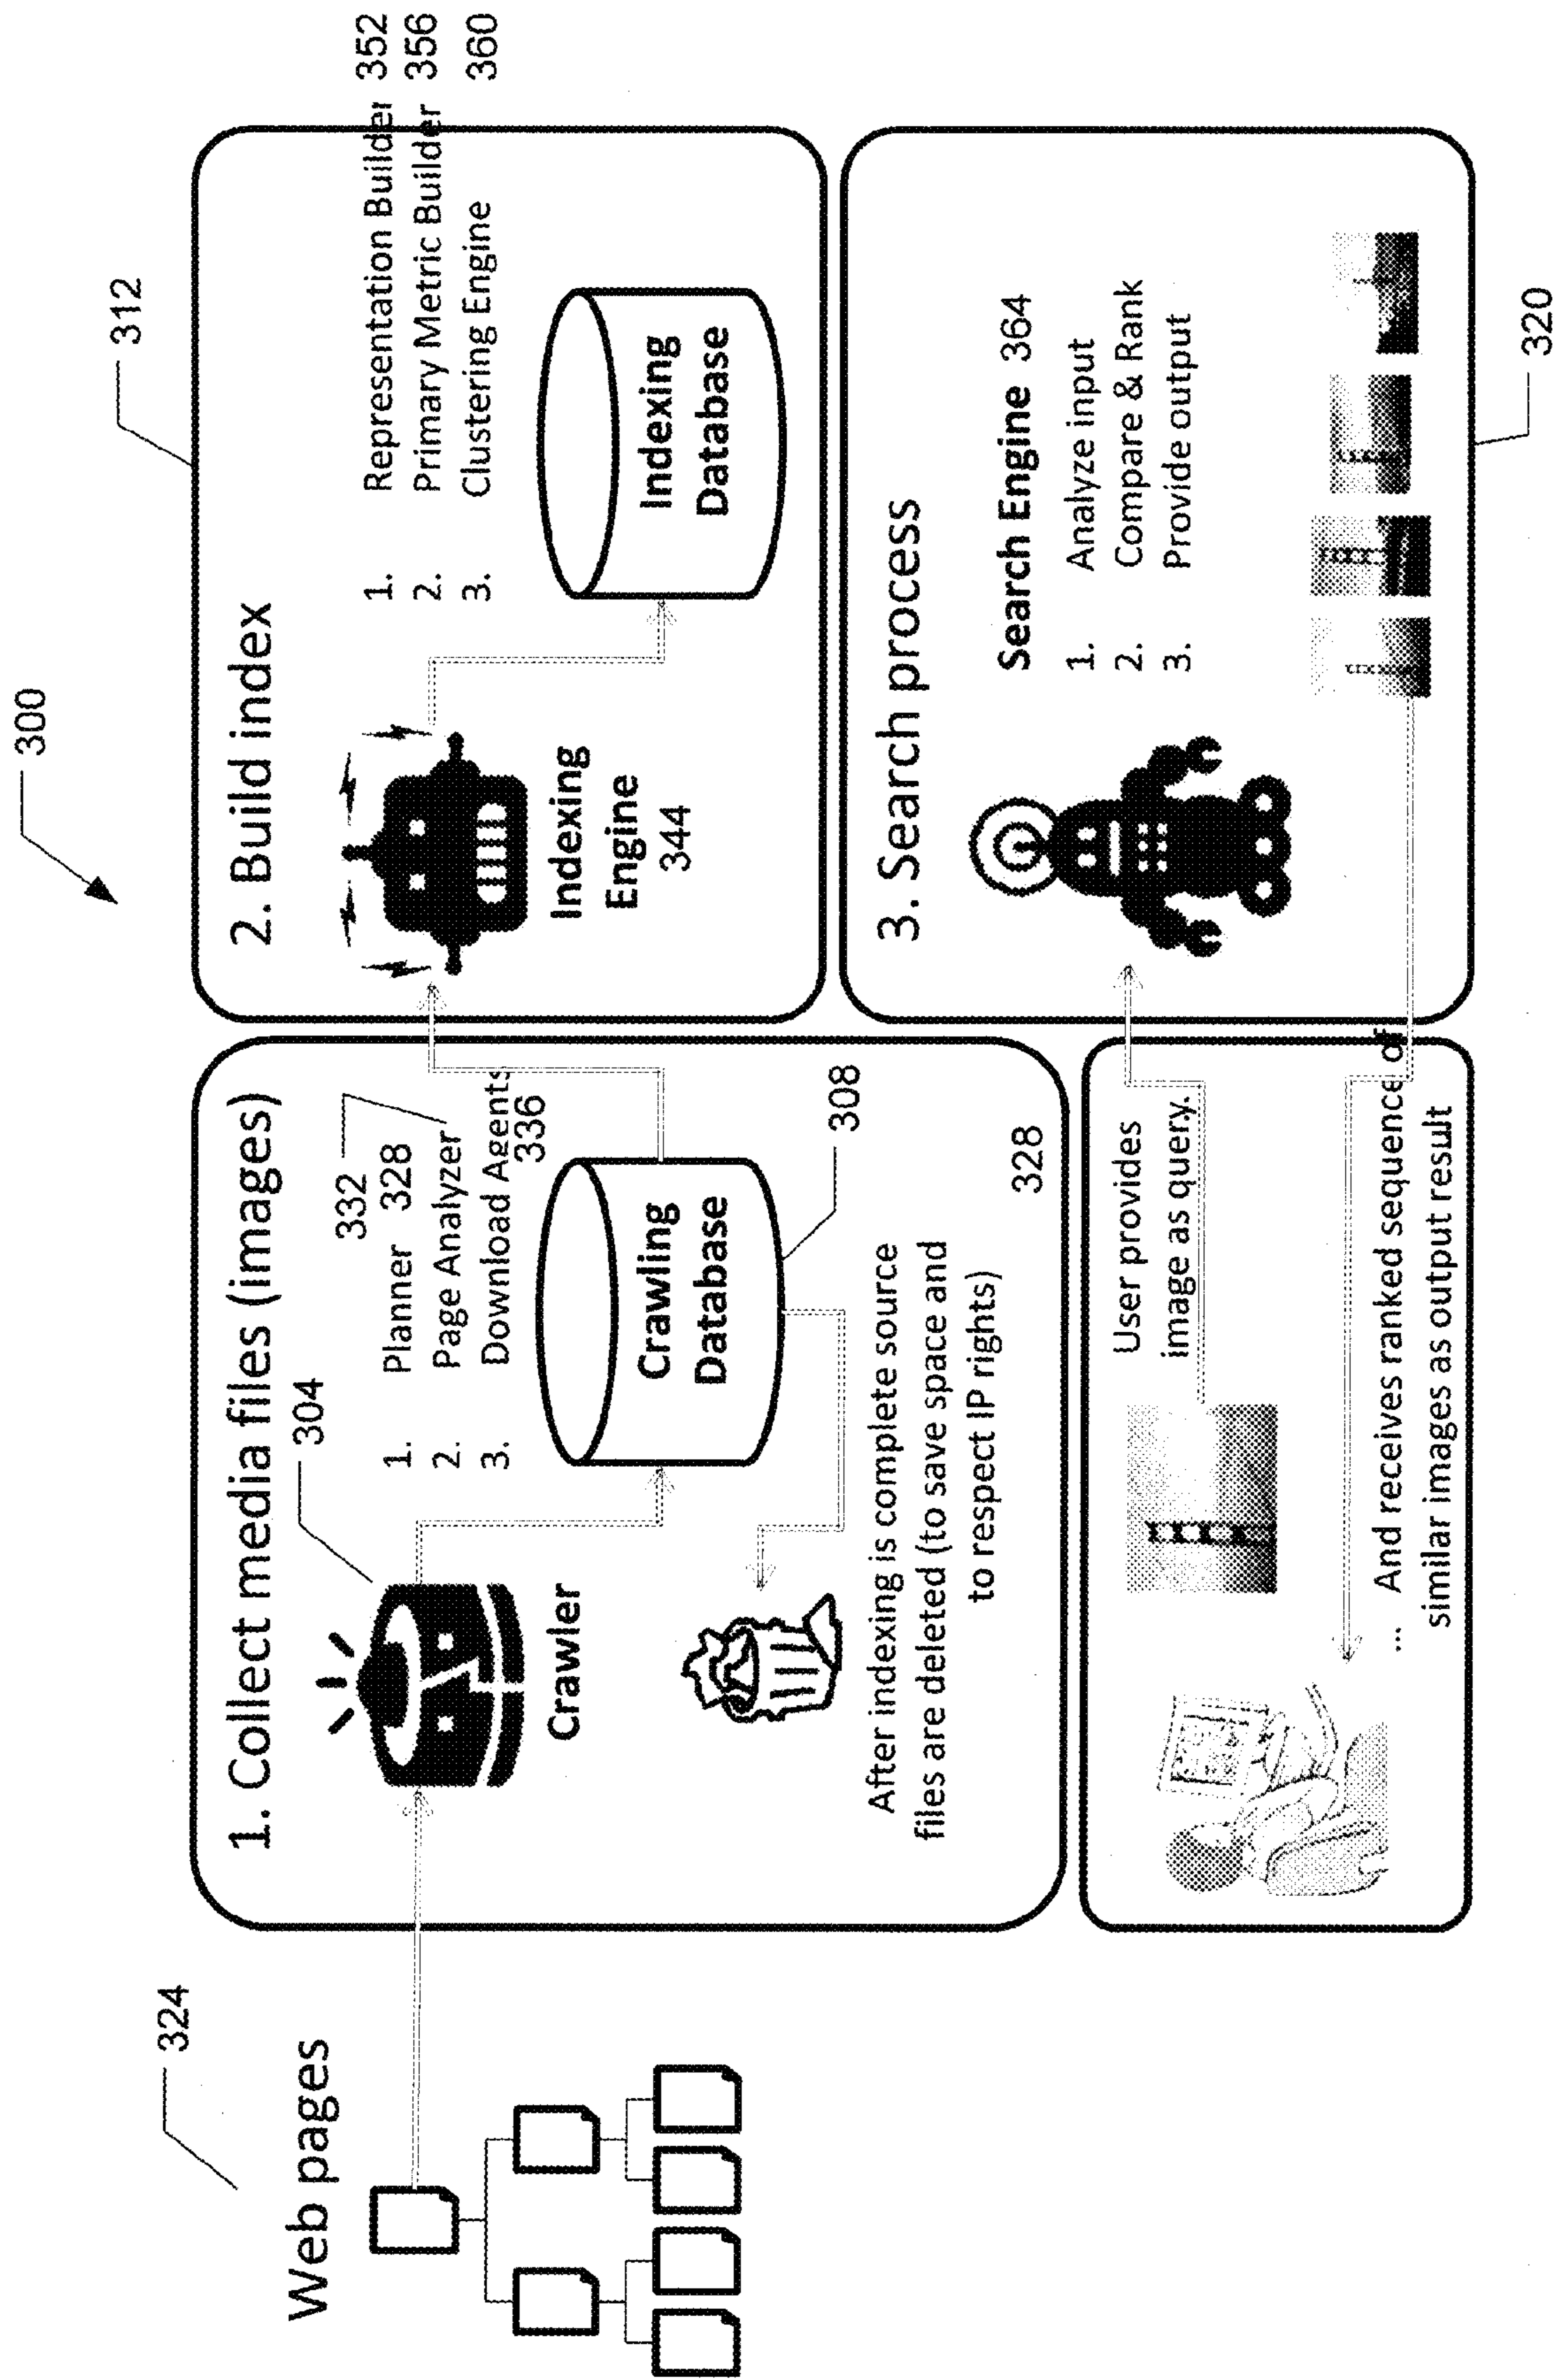 300
324
Web pages
1. Collect media files (images)
304
332
1. Planner 328
2. Page Analyzer
3. Download Agents
336
Crawler
Crawling
Database
308
After indexing is complete source
files are deleted (to save space and
to respect IP rights)
328
312
2. Build index
1. Representation Builder 352
2. Primary Metric Builder 356
3. Clustering Engine 360
Indexing
Engine
344
Indexing
Database
User provides
image as query.
... And receives ranked sequence of
similar images as output result
3. Search process
Search Engine 364
1. Analyze input
2. Compare & Rank
3. Provide output
320